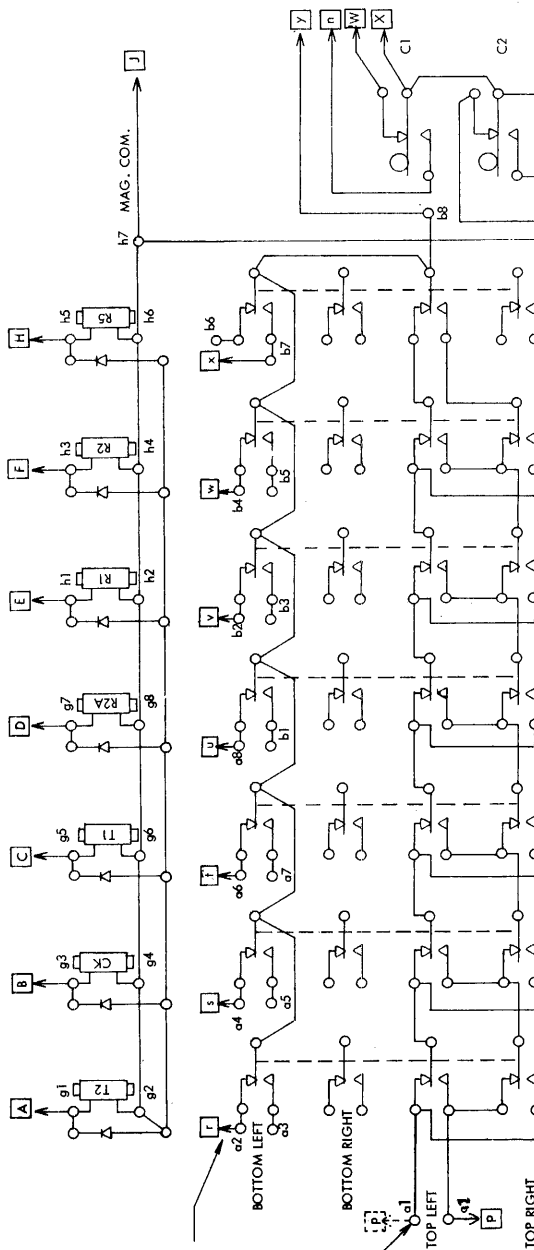 A B C D E F H
g1 g3 g5 g7 h1 h3 h5
T2 CK T1 R2A R1 R2 R5
g2 g4 g6 g8 h2 h4 h6 h7
MAG. COM. J
r s t u v w x
a2 a4 a6 a8 b2 b4 b6
a3 a5 a7 b1 b3 b5 b7
BOTTOM LEFT
y
n
W
X
BOTTOM RIGHT
P
a1
C1
TOP LEFT
b8
a2
P
C2
TOP RIGHT